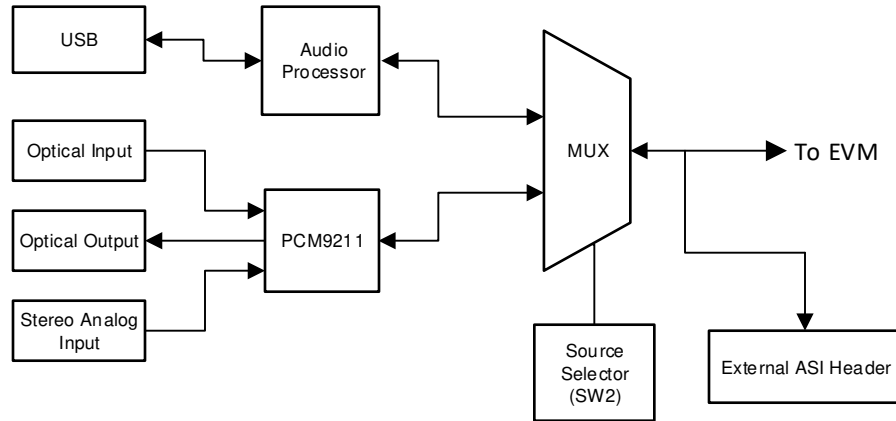 USB
Audio
Processor
Optical Input
MUX
To EVM
Optical Output
PCM9211
Stereo Analog
Input
Source
Selector
(SW2)
External ASI Header